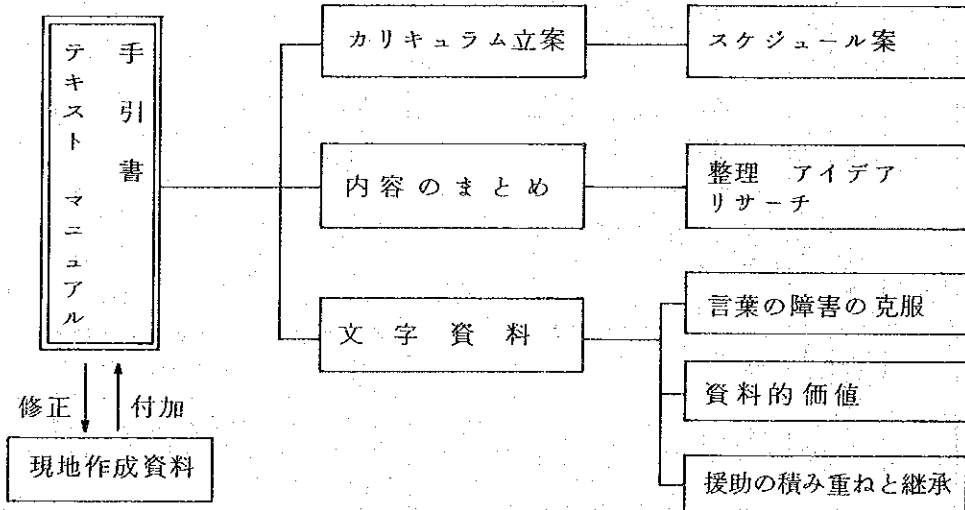 手引書
テキスト マニュアル
カリキュラム立案
スケジュール案
内容のまとめ
整理 アイデア
リサーチ
文字資料
言葉の障害の克服
資料的価値
援助の積み重ねと継承
修正
付加
現地作成資料